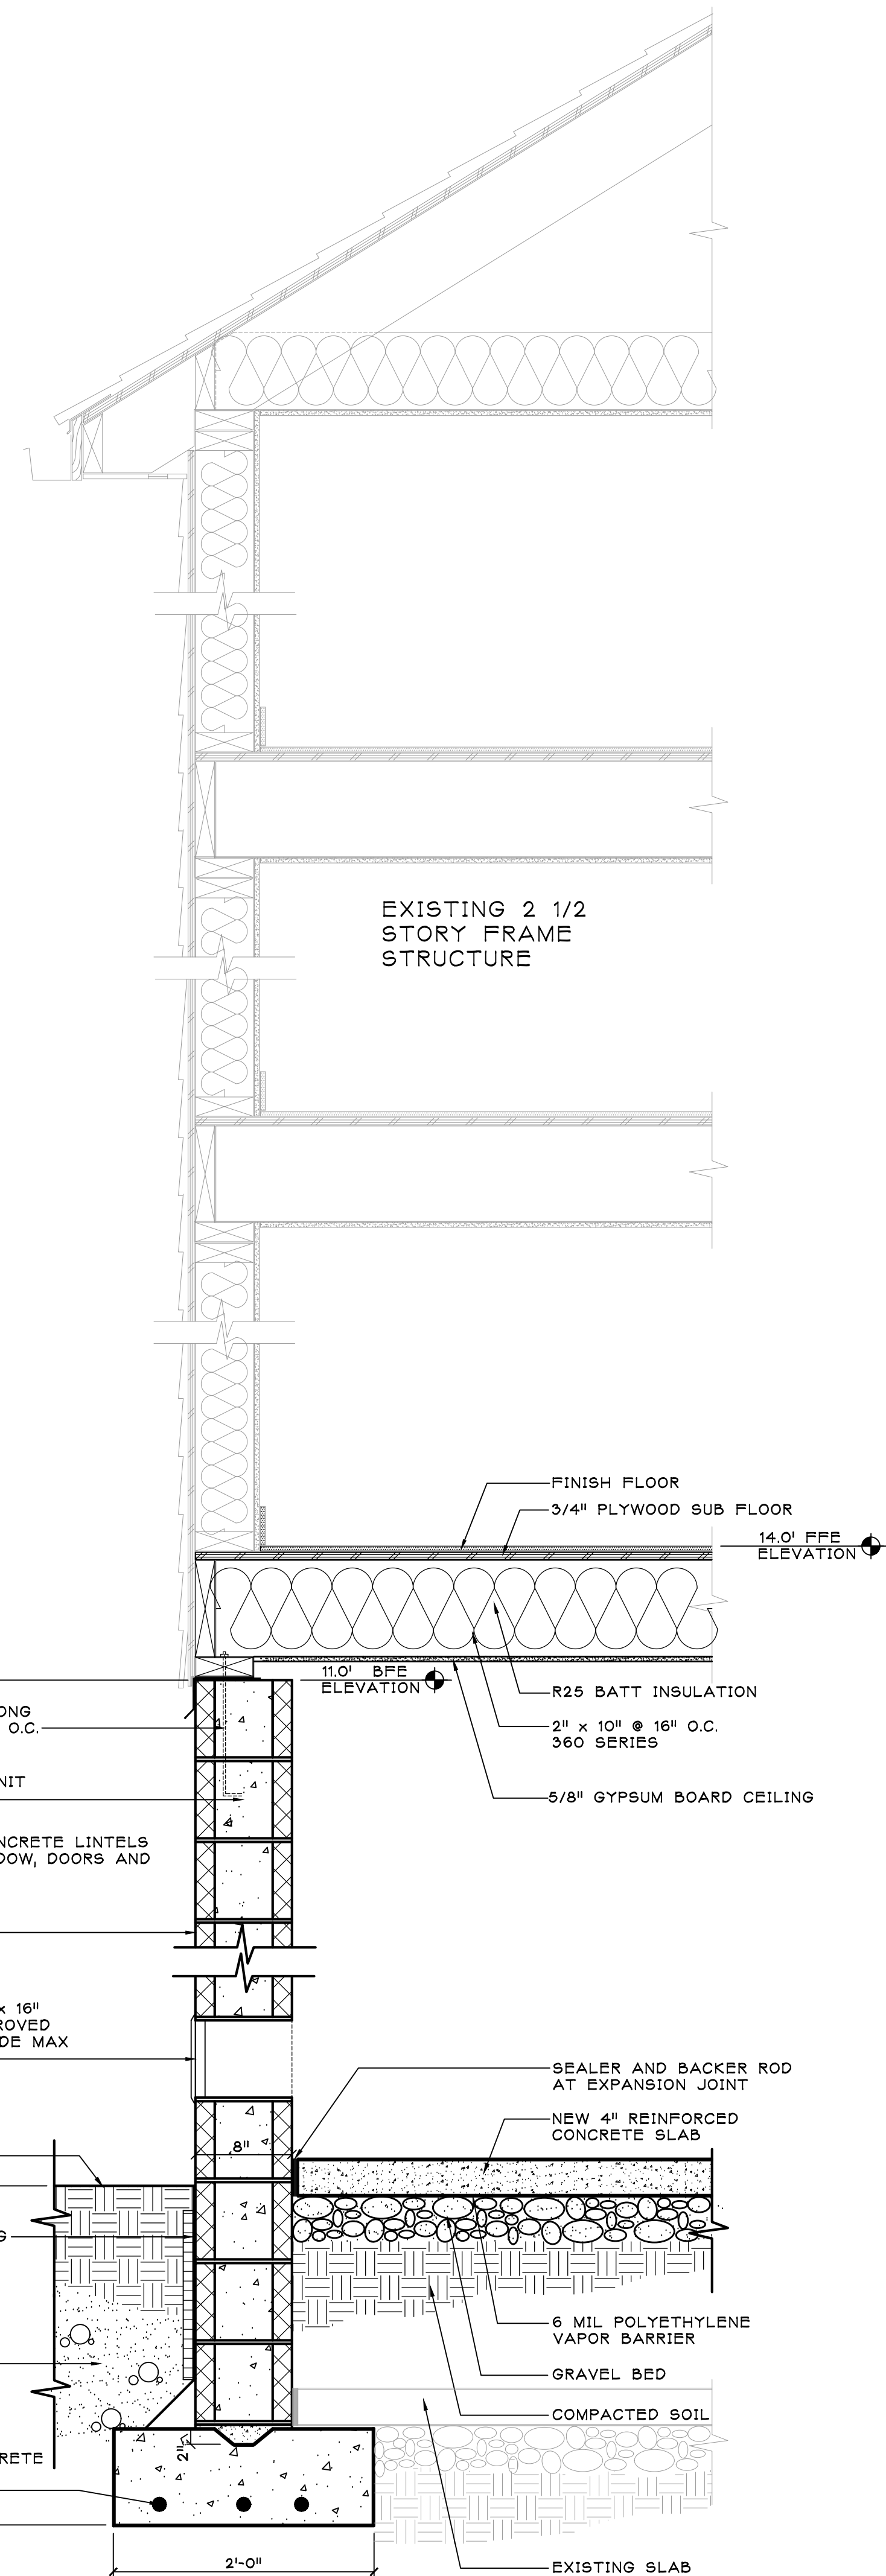 EXISTING 2 1/2
STORY FRAME
STRUCTURE
FINISH FLOOR
3/4" PLYWOOD SUB FLOOR
14.0' FFE
ELEVATION
11.0' BFE
ELEVATION
R25 BATT INSULATION
2" x 10" @ 16" O.C.
360 SERIES
5/8" GYPSUM BOARD CEILING
ONG
O.C.
NIT
NCRETE LINTELS
DOW, DOORS AND
x 16"
ROVED
DE MAX
SEALER AND BACKER ROD
AT EXPANSION JOINT
NEW 4" REINFORCED
CONCRETE SLAB
8"
G
6 MIL POLYETHYLENE
VAPOR BARRIER
GRAVEL BED
COMPACTED SOIL
2"
RETE
2'-0"
EXISTING SLAB